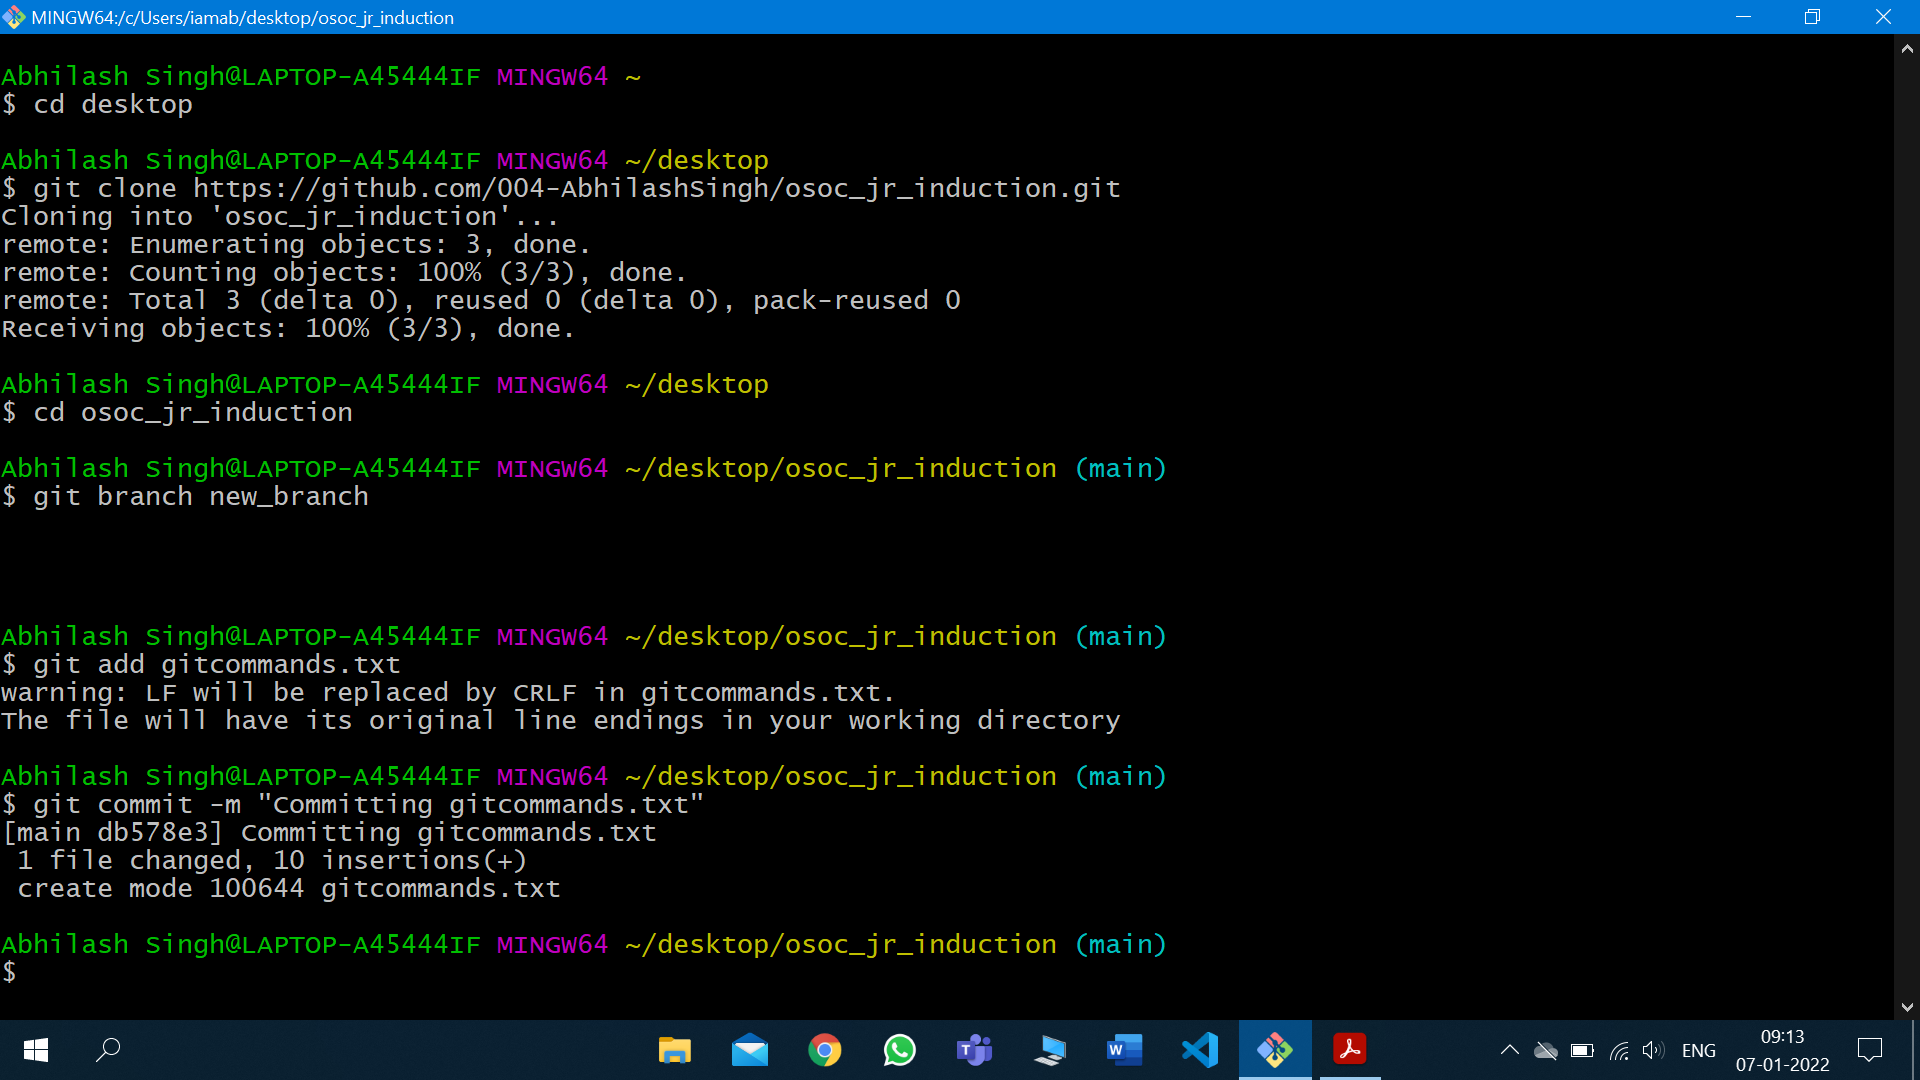 MINGW64:/c/Users/iamab/desktop/osoc_jr_induction
Abhilash Singh@LAPTOP-A45444IF MINGW64 ~
$ cd desktop
Abhilash Singh@LAPTOP-A45444IF MINGW64 ~/desktop
$ git clone https://github.com/004-AbhilashSingh/osoc_jr_induction.git
Cloning into 'osoc_jr_induction'...
remote: Enumerating objects: 3, done.
remote: Counting objects: 100% (3/3), done.
remote: Total 3 (delta 0), reused 0 (delta 0), pack-reused 0
Receiving objects: 100% (3/3), done.
Abhilash Singh@LAPTOP-A45444IF MINGW64 ~/desktop
$ cd osoc_jr_induction
Abhilash Singh@LAPTOP-A45444IF MINGW64 ~/desktop/osoc_jr_induction (main)
$ git branch new_branch
Abhilash Singh@LAPTOP-A45444IF MINGW64 ~/desktop/osoc_jr_induction (main)
$ git add gitcommands.txt
warning: LF will be replaced by CRLF in gitcommands.txt.
The file will have its original line endings in your working directory
Abhilash Singh@LAPTOP-A45444IF MINGW64 ~/desktop/osoc_jr_induction (main)
$ git commit -m "Committing gitcommands.txt"
[main db578e3] Committing gitcommands.txt
 1 file changed, 10 insertions(+)
 create mode 100644 gitcommands.txt
Abhilash Singh@LAPTOP-A45444IF MINGW64 ~/desktop/osoc_jr_induction (main)
$
ENG
09:13
07-01-2022